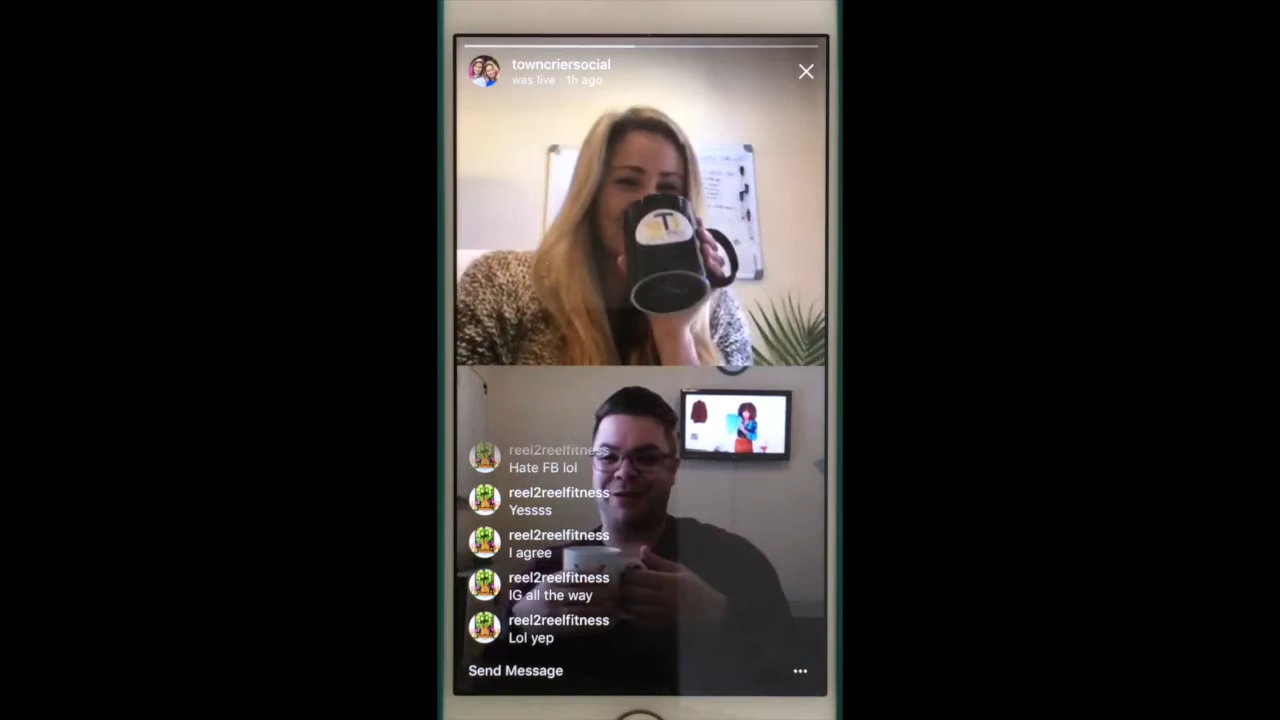 towncriersocial
was live · 1h ago
reel2reelfitness
Hate FB lol
reel2reelfitness
Yessss
reel2reelfitness
I agree
reel2reelfitness
IG all the way
reel2reelfitness
Lol yep
Send Message